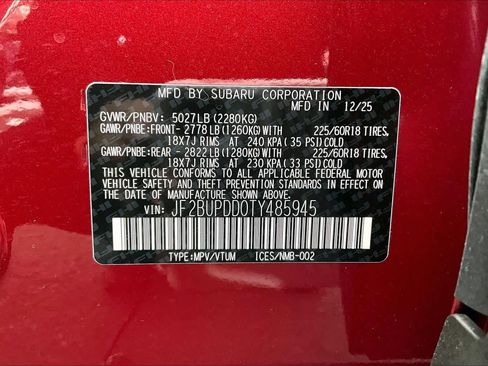 MFD BY SUBARU CORPORATION
GVWR/PNBV: 5027LB (2280KG) IN 12/25
GAWR/PNBE:FRONT- 2778 LB (1260KG) WITH 225/60R18 TIRES,
18X7J RIMS AT 240 KPA ( 35 PSI) COLD
GAWR/PNBE:REAR - 2822 LB (1280KG) WITH 225/60R18 TIRES,
18X7J RIMS AT 230 KPA ( 33 PSI) COLD
THIS VEHICLE CONFORMS TO ALL APPLICABLE FEDERAL MOTOR
VEHICLE SAFETY AND THEFT PREVENTION STANDARDS IN EFFECT ON
THE DATE OF MANUFACTURE SHOWN ABOVE.
VIN: JF2BUPDD0TY485945
TYPE:MPV/VTUM ICES/NMB-002